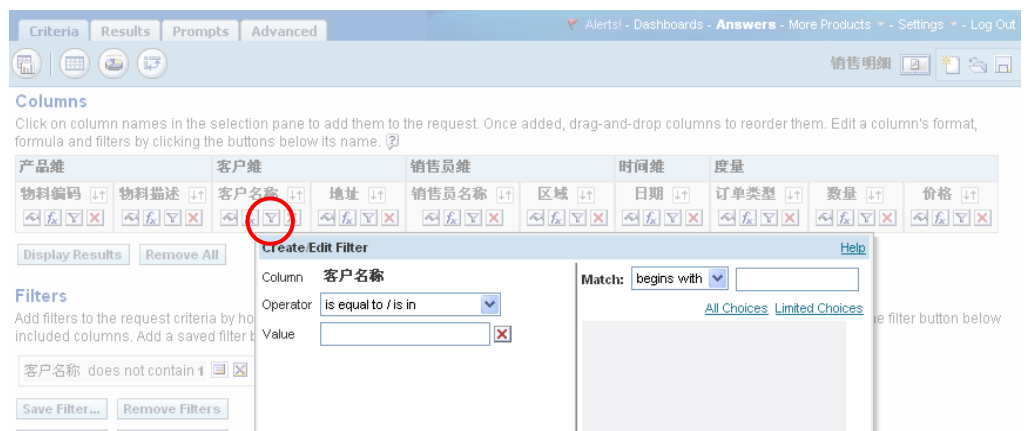 Criteria Results Prompts Advanced Alerts! - Dashboards - Answers - More Products - Settings - Log Out
销售明细
Columns
Click on column names in the selection pane to add them to the request. Once added, drag-and-drop columns to reorder them. Edit a column's format,
formula and filters by clicking the buttons below its name.
产品维 客户维 销售员维 时间维 度量
物料编码 物料描述 客户名称 地址 销售员名称 区域 日期 订单类型 数量 价格
Display Results Remove All
Create/Edit Filter Help
Column 客户名称 Match: begins with
Operator is equal to / is in
All Choices Limited Choices
Value
Filters
Add filters to the request criteria by ho e filter button below
included columns. Add a saved filter b
客户名称 does not contain 1
Save Filter... Remove Filters